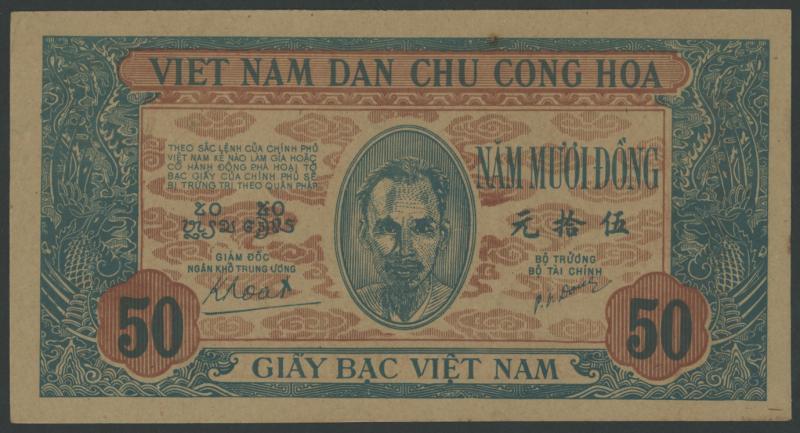 VIET NAM DAN CHU CONG HOA
THEO SẮC LỆNH CỦA CHÍNH PHỦ
VIỆT NAM KẺ NÀO LÀM GIẢ HOẶC
CÓ HÀNH ĐỘNG PHÁ HOẠI TỜ
BẠC GIẤY CỦA CHÍNH PHỦ SẼ
BỊ TRỪNG TRỊ THEO QUÂN PHÁP
NĂM MƯƠI ĐỒNG
元拾伍
GIÁM ĐỐC
NGÂN KHỐ TRUNG ƯƠNG
BỘ TRƯỞNG
BỘ TÀI CHÍNH
50
50
GIẤY BẠC VIỆT NAM